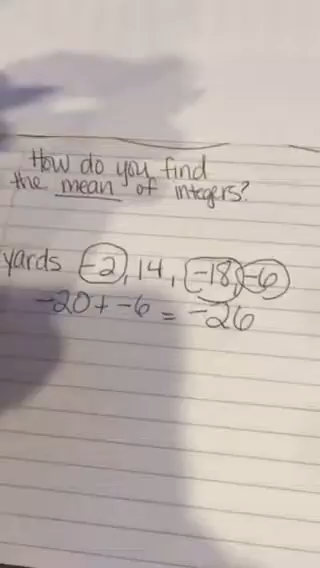 How do you find
the mean of integers?
yards -2, 14, -18, -6
-20 + -6 = -26